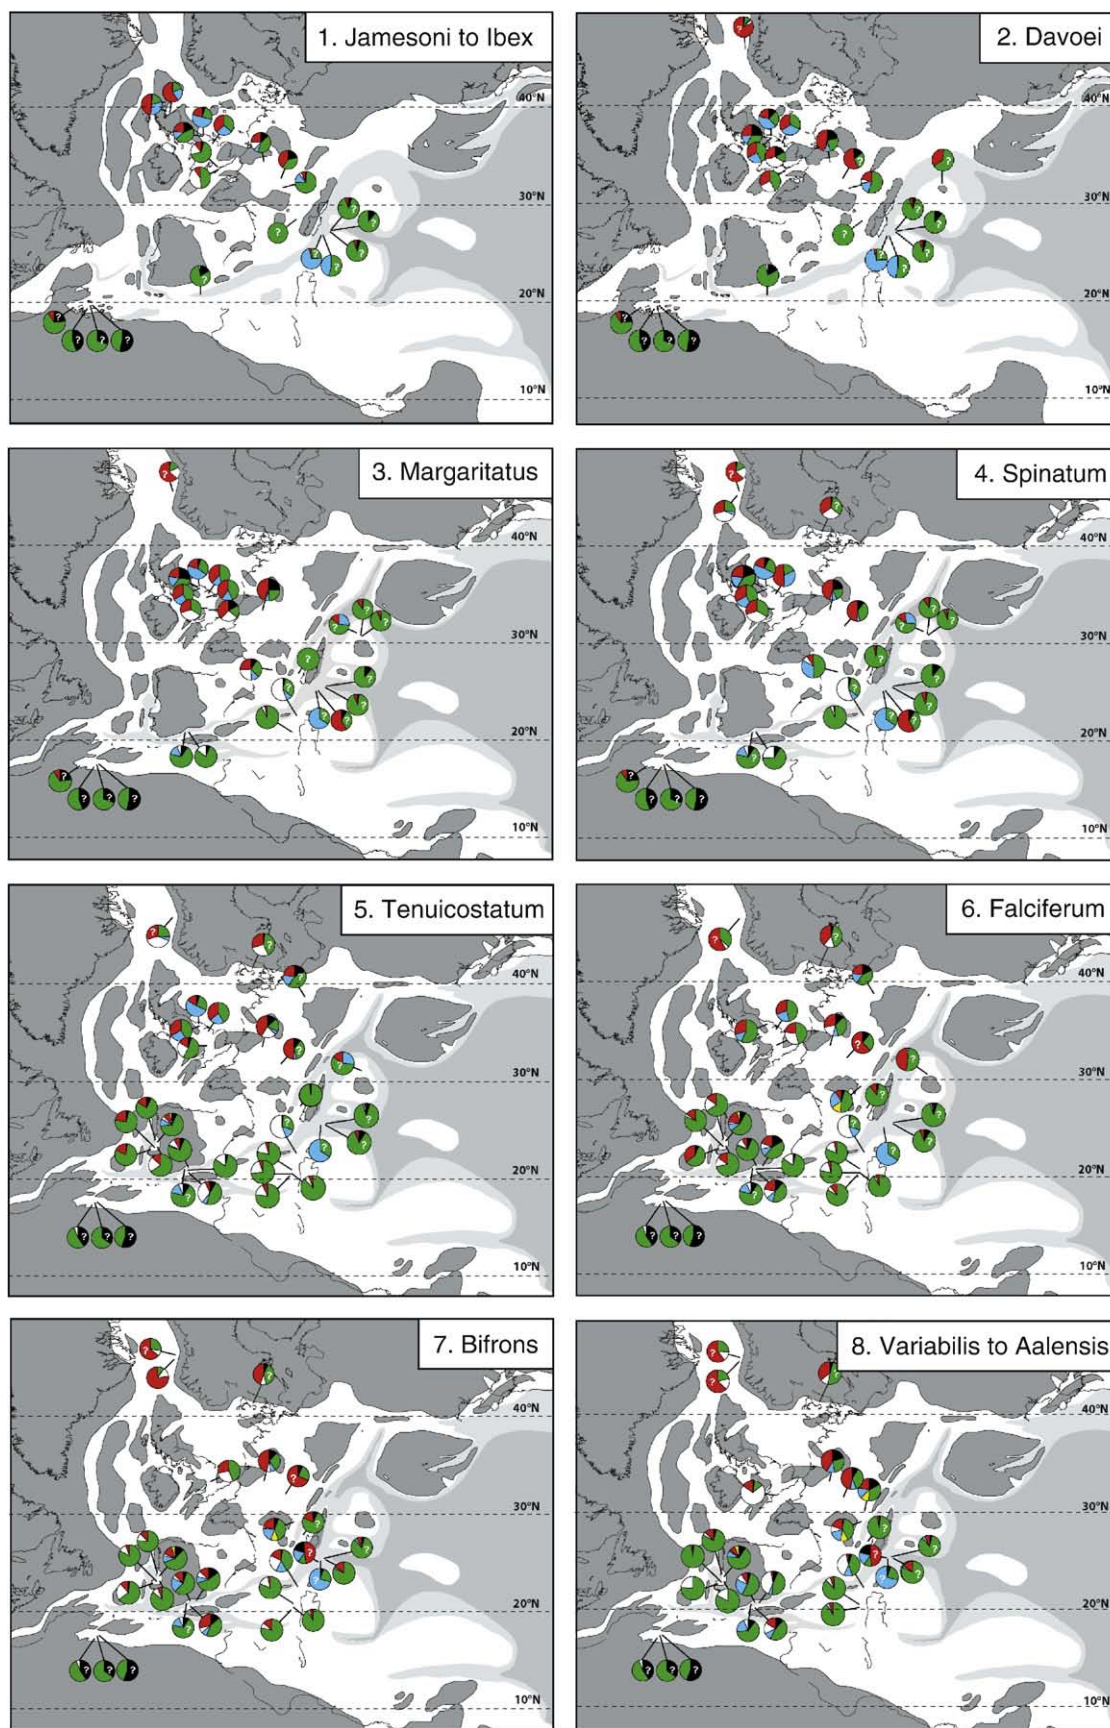 1. Jamesoni to Ibex
40°N
30°N
20°N
10°N
? ? ? ? ? ? ? ? ? ? ?
2. Davoei
40°N
30°N
20°N
10°N
3. Margaritatus
40°N
30°N
20°N
10°N
4. Spinatum
40°N
30°N
20°N
10°N
5. Tenuicostatum
40°N
30°N
20°N
10°N
6. Falciferum
40°N
30°N
20°N
10°N
7. Bifrons
40°N
30°N
20°N
10°N
8. Variabilis to Aalensis
40°N
30°N
20°N
10°N